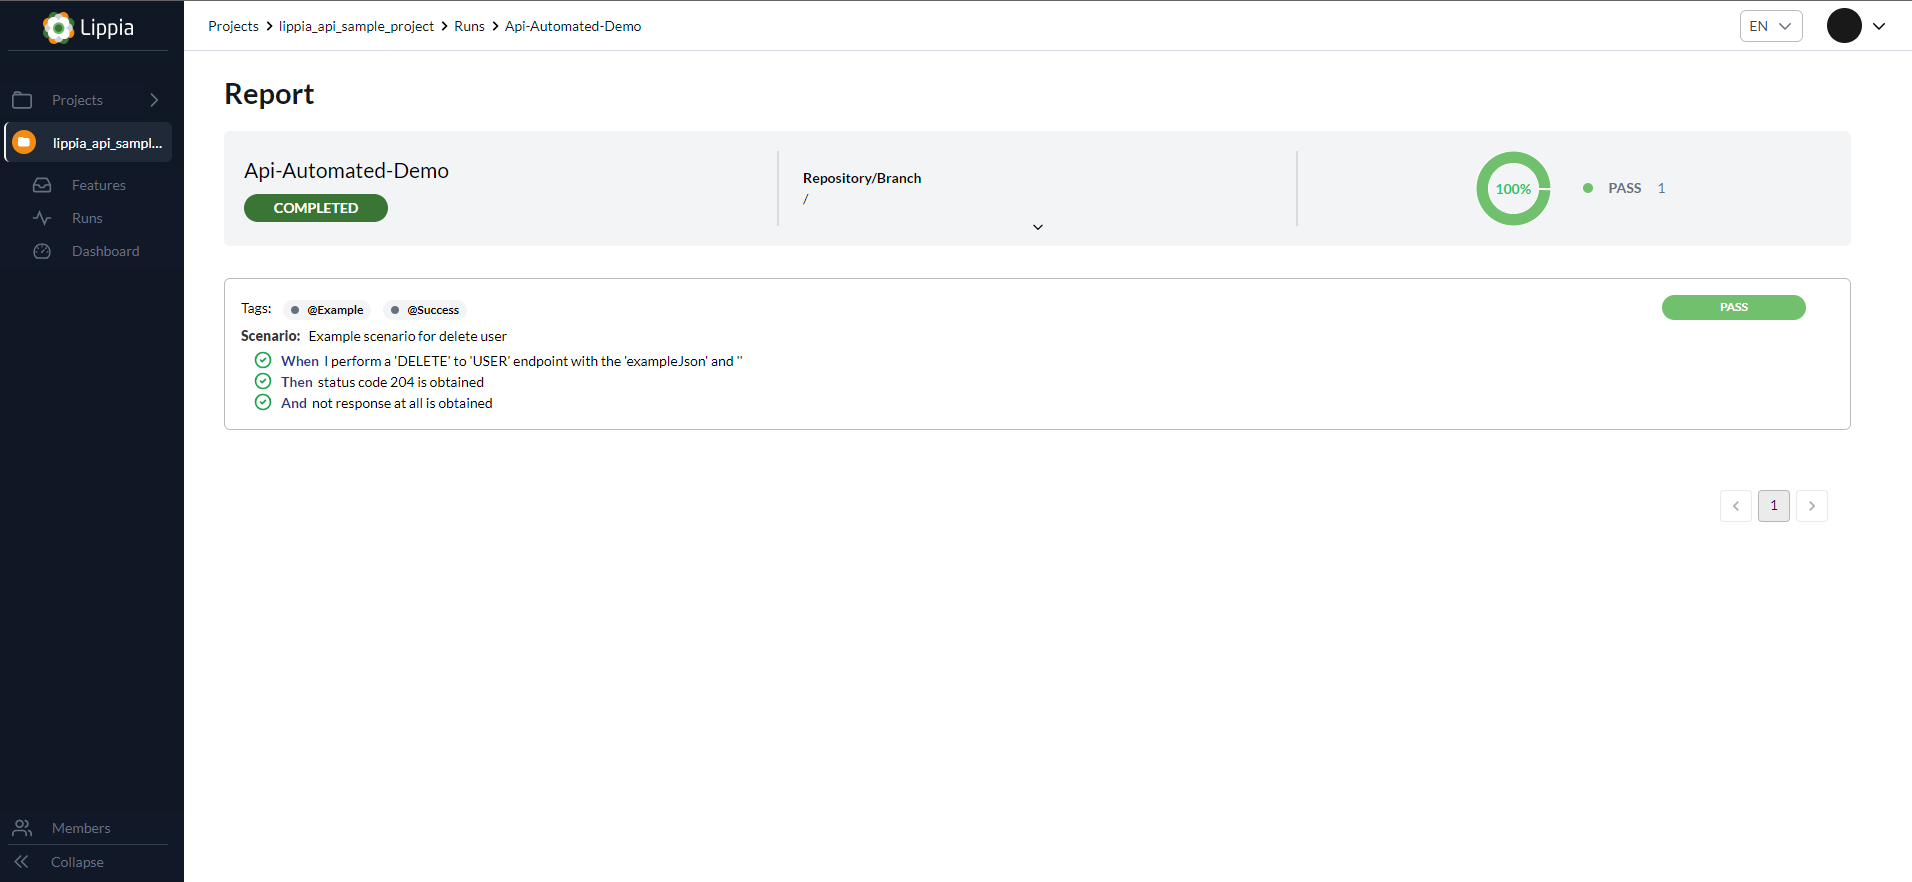 Lippia
Projects
lippia_api_sampl...
Features
Runs
Dashboard
Members
Collapse
Projects > lippia_api_sample_project > Runs > Api-Automated-Demo
EN
Report
Api-Automated-Demo
COMPLETED
Repository/Branch
/
100%
PASS 1
Tags: @Example @Success
PASS
Scenario: Example scenario for delete user
When I perform a 'DELETE' to 'USER' endpoint with the 'exampleJson' and ''
Then status code 204 is obtained
And not response at all is obtained
1